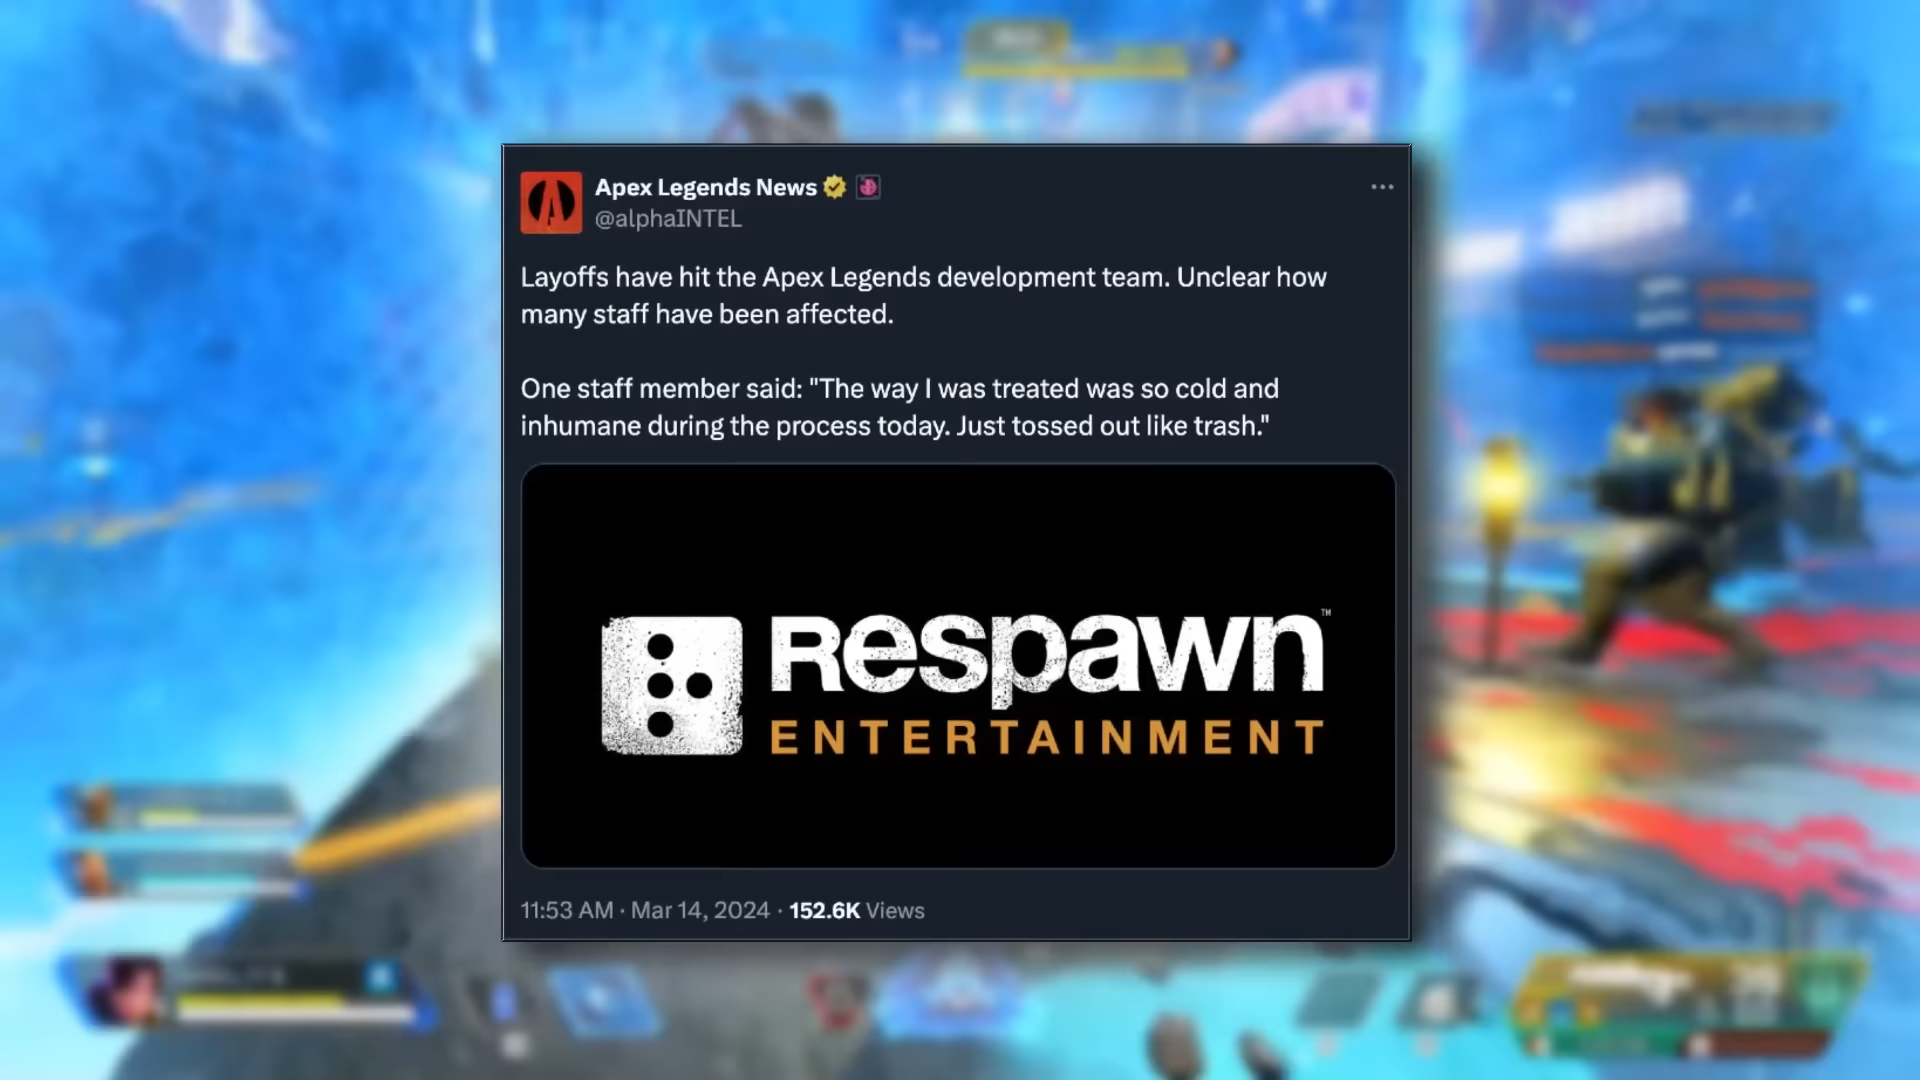 Apex Legends News
@alphaINTEL
Layoffs have hit the Apex Legends development team. Unclear how
many staff have been affected.
One staff member said: "The way I was treated was so cold and
inhumane during the process today. Just tossed out like trash."
Respawn™
ENTERTAINMENT
11:53 AM · Mar 14, 2024 · 152.6K Views